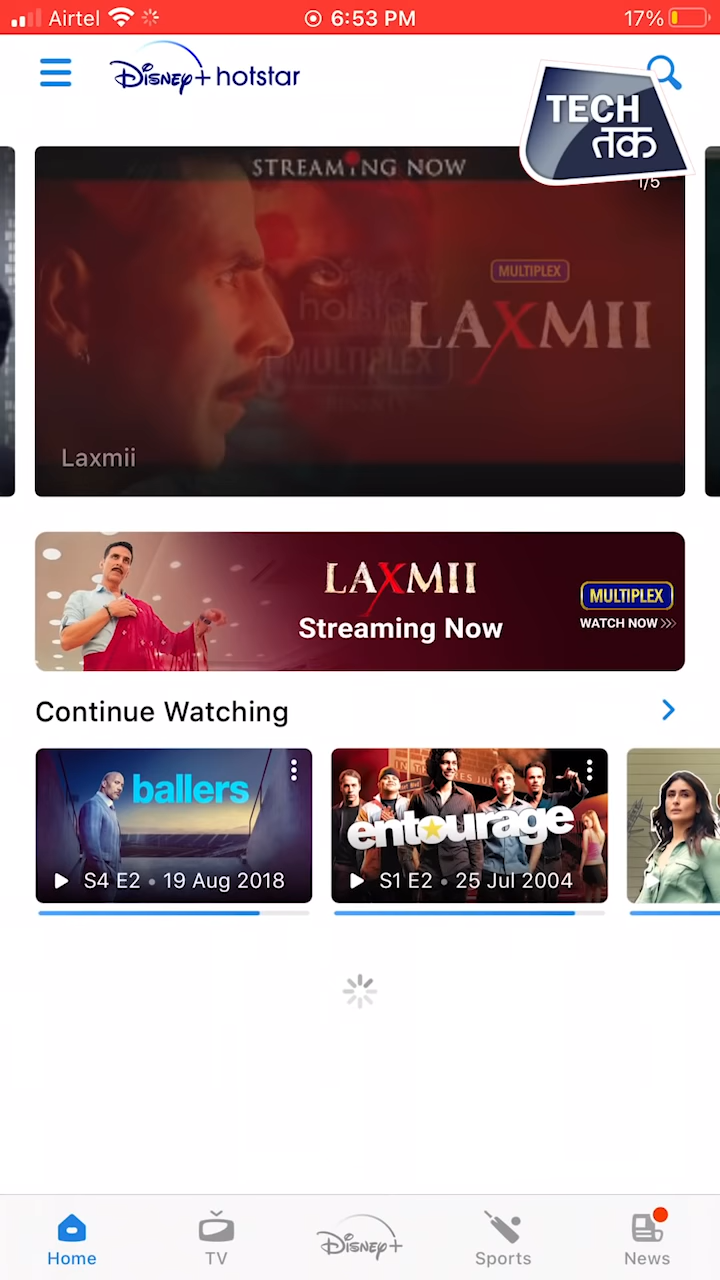 Airtel 6:53 PM 17%
Disney+ hotstar
TECH
तक
STREAMING NOW
1/5
MULTIPLEX
hotstar
LAXMII
MULTIPLEX
Laxmii
LAXMII
Streaming Now
MULTIPLEX
WATCH NOW >>>
Continue Watching
ballers
S4 E2 • 19 Aug 2018
entourage
S1 E2 • 25 Jul 2004
Home
TV
Disney+
Sports
News